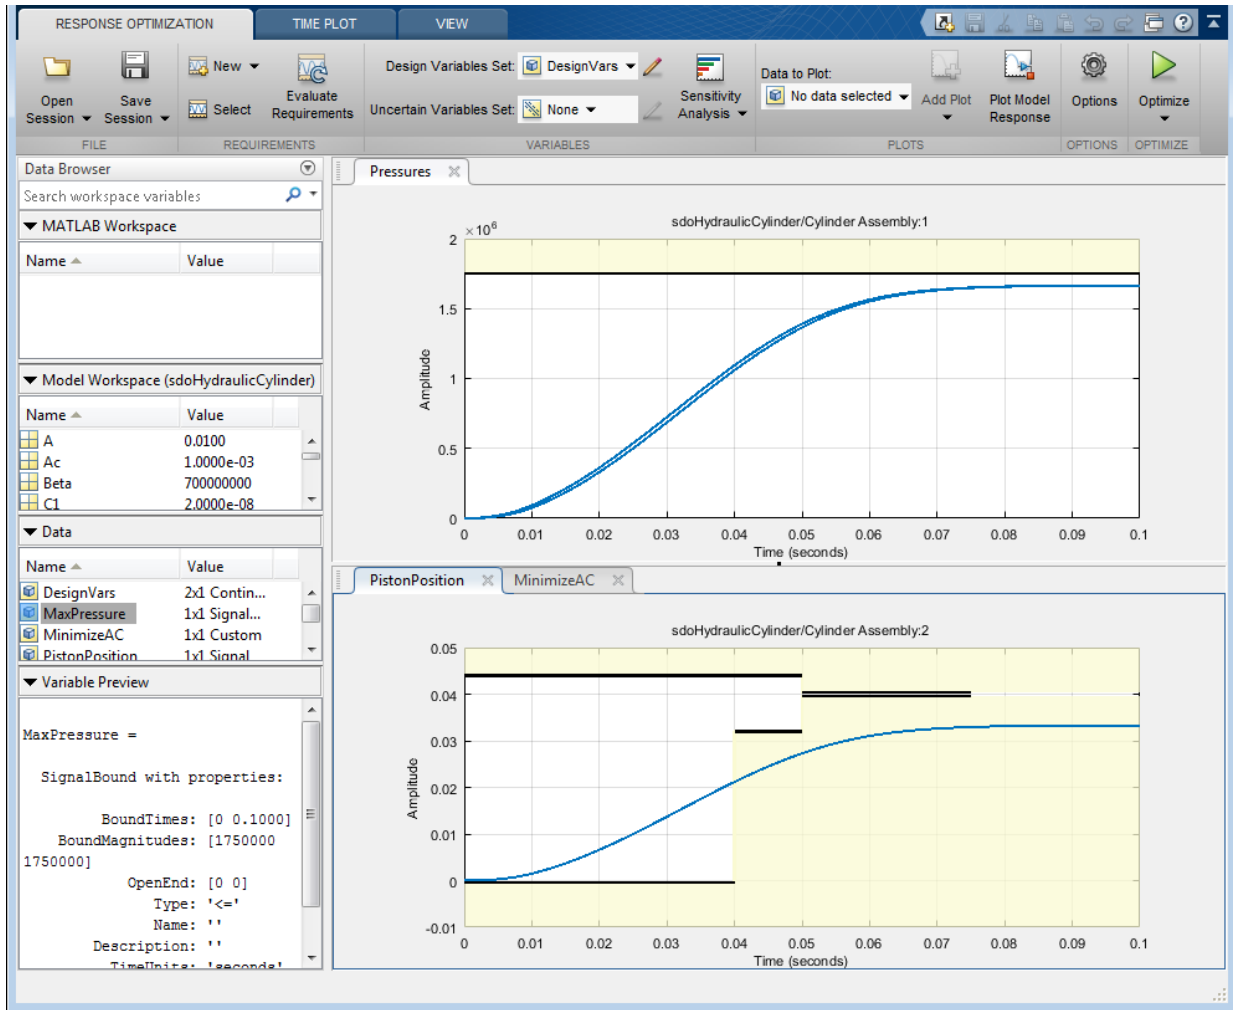 RESPONSE OPTIMIZATION TIME PLOT VIEW
Open Session Save Session
New
Select
Evaluate Requirements
Design Variables Set: DesignVars
Uncertain Variables Set: None
Sensitivity Analysis
Data to Plot:
No data selected
Add Plot
Plot Model Response
Options
Optimize
FILE REQUIREMENTS VARIABLES PLOTS OPTIONS OPTIMIZE
Data Browser
Search workspace variables
MATLAB Workspace
Name Value
Model Workspace (sdoHydraulicCylinder)
Name Value
A 0.0100
Ac 1.0000e-03
Beta 700000000
C1 2.0000e-08
Data
Name Value
DesignVars 2x1 Contin...
MaxPressure 1x1 Signal...
MinimizeAC 1x1 Custom
PistonPosition 1x1 Signal
Variable Preview
MaxPressure =
SignalBound with properties:
BoundTimes: [0 0.1000]
BoundMagnitudes: [1750000
1750000]
OpenEnd: [0 0]
Type: '<='
Name: ''
Description: ''
TimeUnits: 'seconds'
Pressures
sdoHydraulicCylinder/Cylinder Assembly:1
×10⁶
2
1.5
1
0.5
0
Amplitude
0 0.01 0.02 0.03 0.04 0.05 0.06 0.07 0.08 0.09 0.1
Time (seconds)
PistonPosition MinimizeAC
sdoHydraulicCylinder/Cylinder Assembly:2
0.05
0.04
0.03
0.02
0.01
0
-0.01
Amplitude
0 0.01 0.02 0.03 0.04 0.05 0.06 0.07 0.08 0.09 0.1
Time (seconds)